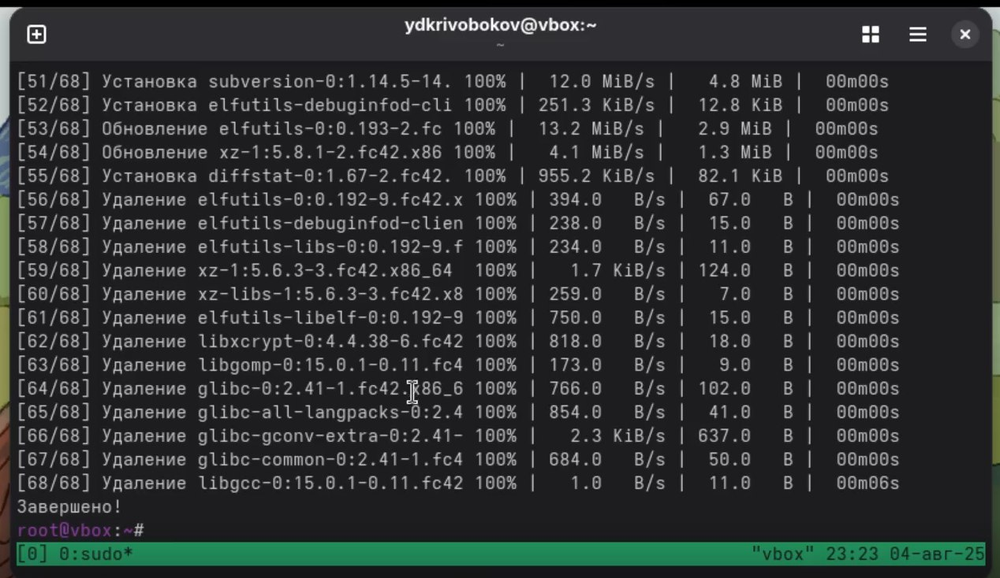 ydkrivobokov@vbox:~
~
[51/68] Установка subversion-0:1.14.5-14. 100% | 12.0 MiB/s | 4.8 MiB | 00m00s
[52/68] Установка elfutils-debuginfod-cli 100% | 251.3 KiB/s | 12.8 KiB | 00m00s
[53/68] Обновление elfutils-0:0.193-2.fc 100% | 13.2 MiB/s | 2.9 MiB | 00m00s
[54/68] Обновление xz-1:5.8.1-2.fc42.x86 100% | 4.1 MiB/s | 1.3 MiB | 00m00s
[55/68] Установка diffstat-0:1.67-2.fc42. 100% | 955.2 KiB/s | 82.1 KiB | 00m00s
[56/68] Удаление elfutils-0:0.192-9.fc42.x 100% | 394.0 B/s | 67.0 B | 00m00s
[57/68] Удаление elfutils-debuginfod-clien 100% | 238.0 B/s | 15.0 B | 00m00s
[58/68] Удаление elfutils-libs-0:0.192-9.f 100% | 234.0 B/s | 11.0 B | 00m00s
[59/68] Удаление xz-1:5.6.3-3.fc42.x86_64 100% | 1.7 KiB/s | 124.0 B | 00m00s
[60/68] Удаление xz-libs-1:5.6.3-3.fc42.x8 100% | 259.0 B/s | 7.0 B | 00m00s
[61/68] Удаление elfutils-libelf-0:0.192-9 100% | 750.0 B/s | 15.0 B | 00m00s
[62/68] Удаление libxcrypt-0:4.4.38-6.fc42 100% | 818.0 B/s | 18.0 B | 00m00s
[63/68] Удаление libgomp-0:15.0.1-0.11.fc4 100% | 173.0 B/s | 9.0 B | 00m00s
[64/68] Удаление glibc-0:2.41-1.fc42.x86_6 100% | 766.0 B/s | 102.0 B | 00m00s
[65/68] Удаление glibc-all-langpacks-0:2.4 100% | 854.0 B/s | 41.0 B | 00m00s
[66/68] Удаление glibc-gconv-extra-0:2.41- 100% | 2.3 KiB/s | 637.0 B | 00m00s
[67/68] Удаление glibc-common-0:2.41-1.fc4 100% | 684.0 B/s | 50.0 B | 00m00s
[68/68] Удаление libgcc-0:15.0.1-0.11.fc42 100% | 1.0 B/s | 11.0 B | 00m06s
Завершено!
root@vbox:~#
[0] 0:sudo* "vbox" 23:23 04-авг-25